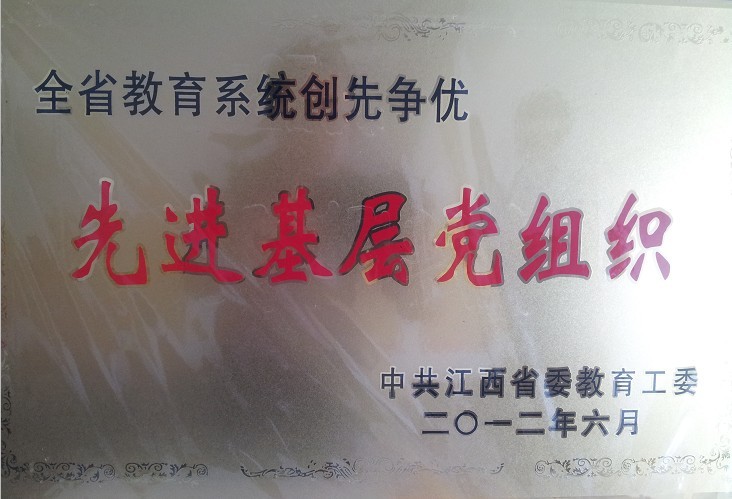 全省教育系统创先争优
先进基层党组织
中共江西省委教育工委
二〇一二年六月